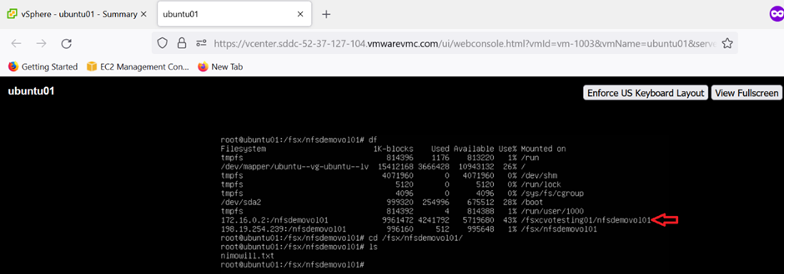 vSphere - ubuntu01 - Summary
ubuntu01
https://vcenter.sddc-52-37-127-104.vmwarevmc.com/ui/webconsole.html?vmId=vm-1003&vmName=ubuntu01&serve
Getting Started EC2 Management Con... New Tab
ubuntu01
Enforce US Keyboard Layout View Fullscreen
root@ubuntu01:/fsx/nfsdemovol01# df
Filesystem 1K-blocks Used Available Use% Mounted on
tmpfs 814396 1176 813220 1% /run
/dev/mapper/ubuntu--vg-ubuntu--lv 15412168 3666428 10943132 26% /
tmpfs 4071960 0 4071960 0% /dev/shm
tmpfs 5120 0 5120 0% /run/lock
tmpfs 4096 0 4096 0% /sys/fs/cgroup
/dev/sda2 999320 254996 675512 28% /boot
tmpfs 814392 4 814388 1% /run/user/1000
172.16.0.2:/nfsdemovol01 9961472 4241792 5719680 43% /fsxcvotesting01/nfsdemovol01
198.19.254.239:/nfsdemovol01 996160 512 995648 1% /fsx/nfsdemovol01
root@ubuntu01:/fsx/nfsdemovol01# cd /fsx/nfsdemovol01/
root@ubuntu01:/fsx/nfsdemovol01# ls
nimowill.txt
root@ubuntu01:/fsx/nfsdemovol01#